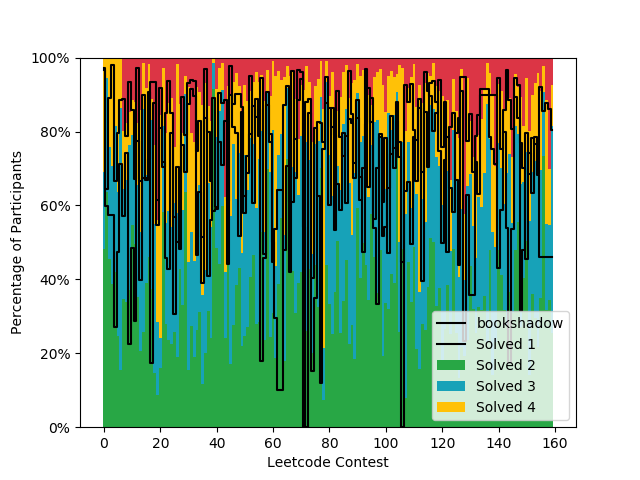 100%
80%
60%
40%
20%
0%
Percentage of Participants
0 20 40 60 80 100 120 140 160
Leetcode Contest
bookshadow
Solved 1
Solved 2
Solved 3
Solved 4